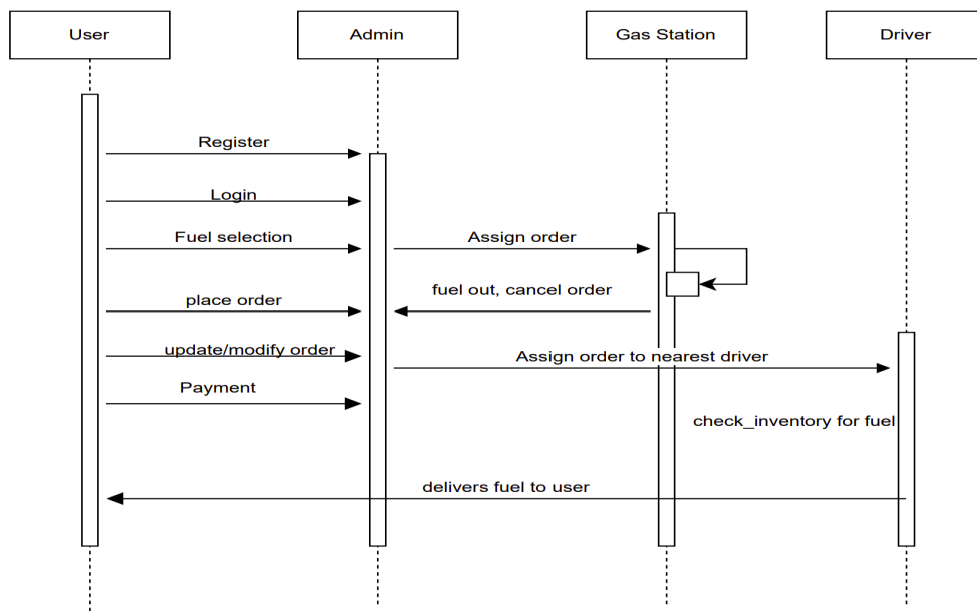 User
Admin
Gas Station
Driver
Register
Login
Fuel selection
Assign order
fuel out, cancel order
place order
update/modify order
Assign order to nearest driver
Payment
check_inventory for fuel
delivers fuel to user